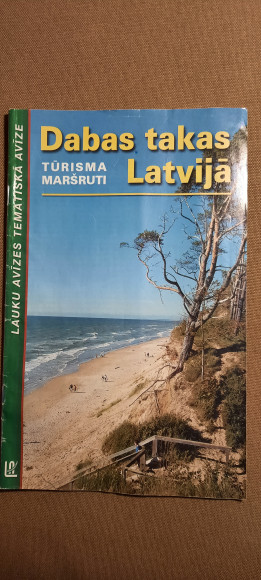 Dabas takas
TŪRISMA
MARŠRUTI
Latvijā
LAUKU AVĪZES TEMATISKĀ AVĪZE